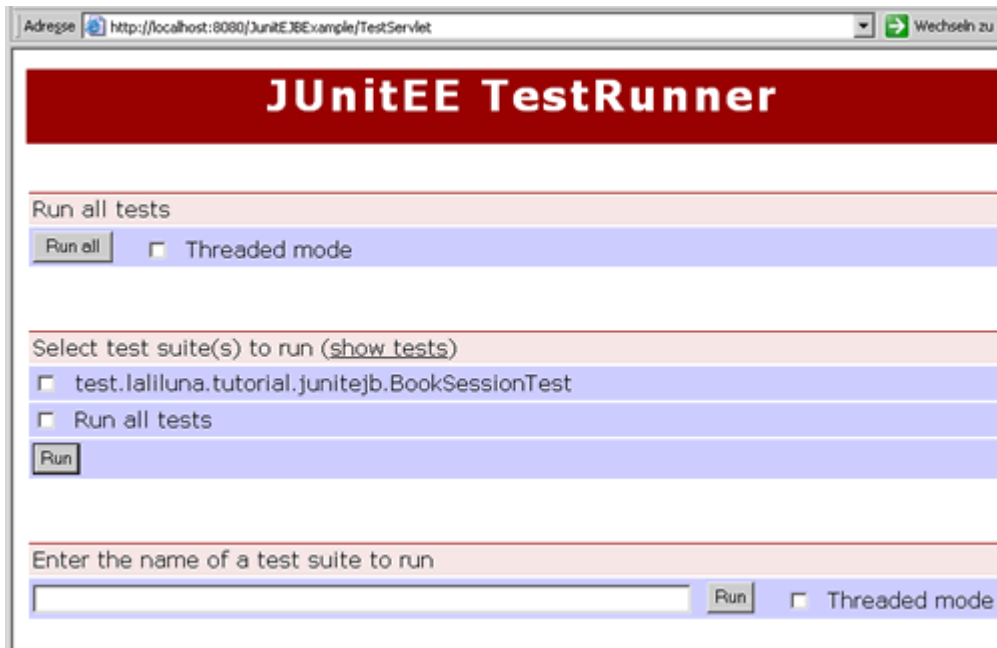 Adresse http://localhost:8080/JunitEJBExample/TestServlet Wechseln zu
JUnitEE TestRunner
Run all tests
Run all Threaded mode
Select test suite(s) to run (show tests)
test.laliluna.tutorial.junitejb.BookSessionTest
Run all tests
Run
Enter the name of a test suite to run
Run Threaded mode